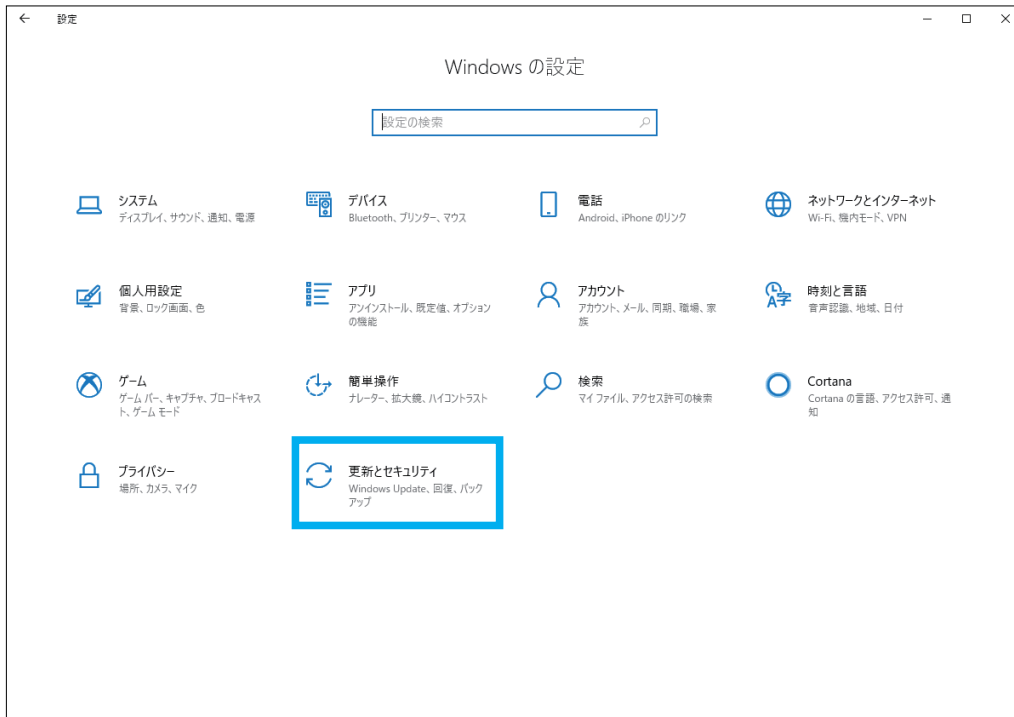 設定
Windows の設定
設定の検索
システム
ディスプレイ、サウンド、通知、電源
デバイス
Bluetooth、プリンター、マウス
電話
Android、iPhone のリンク
ネットワークとインターネット
Wi-Fi、機内モード、VPN
個人用設定
背景、ロック画面、色
アプリ
アンインストール、既定値、オプション
の機能
アカウント
アカウント、メール、同期、職場、家
族
時刻と言語
音声認識、地域、日付
ゲーム
ゲーム バー、キャプチャ、ブロードキャス
ト、ゲーム モード
簡単操作
ナレーター、拡大鏡、ハイコントラスト
検索
マイ ファイル、アクセス許可の検索
Cortana
Cortana の言語、アクセス許可、通
知
プライバシー
場所、カメラ、マイク
更新とセキュリティ
Windows Update、回復、バック
アップ